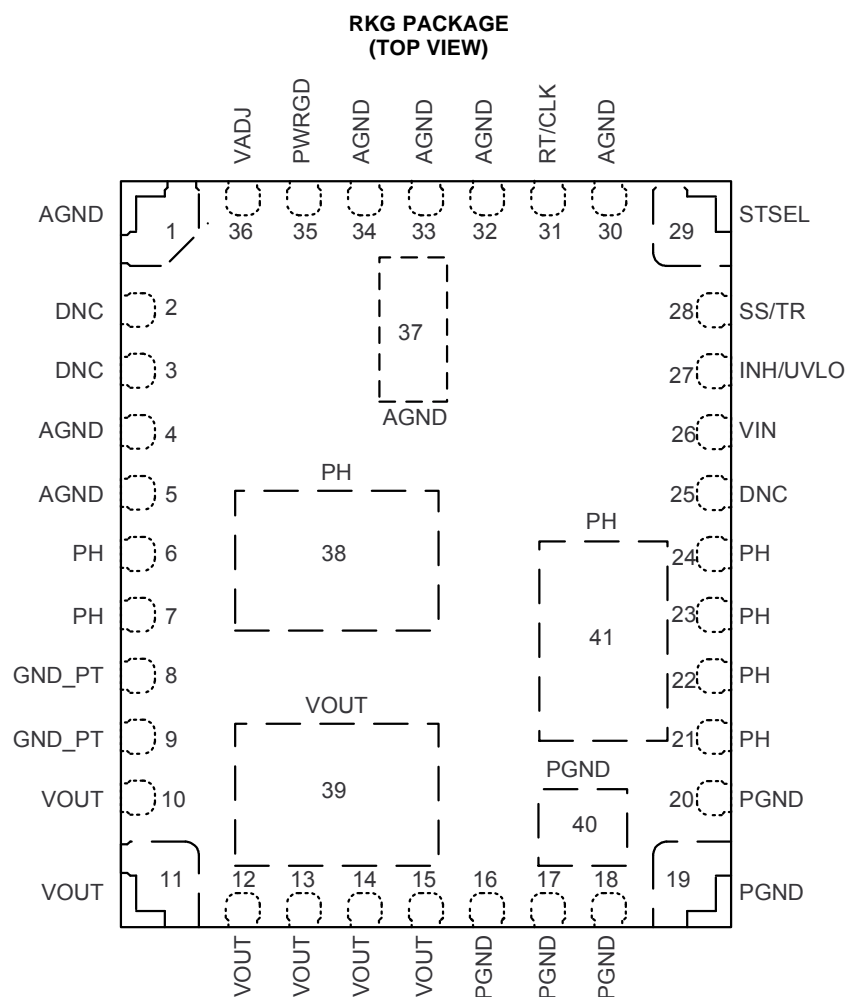 RKG PACKAGE
(TOP VIEW)
VADJ
PWRGD
AGND
AGND
AGND
RT/CLK
AGND
AGND 1 36 35 34 33 32 31 30 29 STSEL
DNC 2 28 SS/TR
DNC 3 37 27 INH/UVLO
AGND 4 AGND 26 VIN
AGND 5 25 DNC
PH
PH
PH 6 38 24 PH
PH 7 41 23 PH
GND_PT 8 22 PH
VOUT
GND_PT 9 21 PH
PGND
VOUT 10 39 20 PGND
40
VOUT 11 12 13 14 15 16 17 18 19 PGND
VOUT
VOUT
VOUT
VOUT
PGND
PGND
PGND